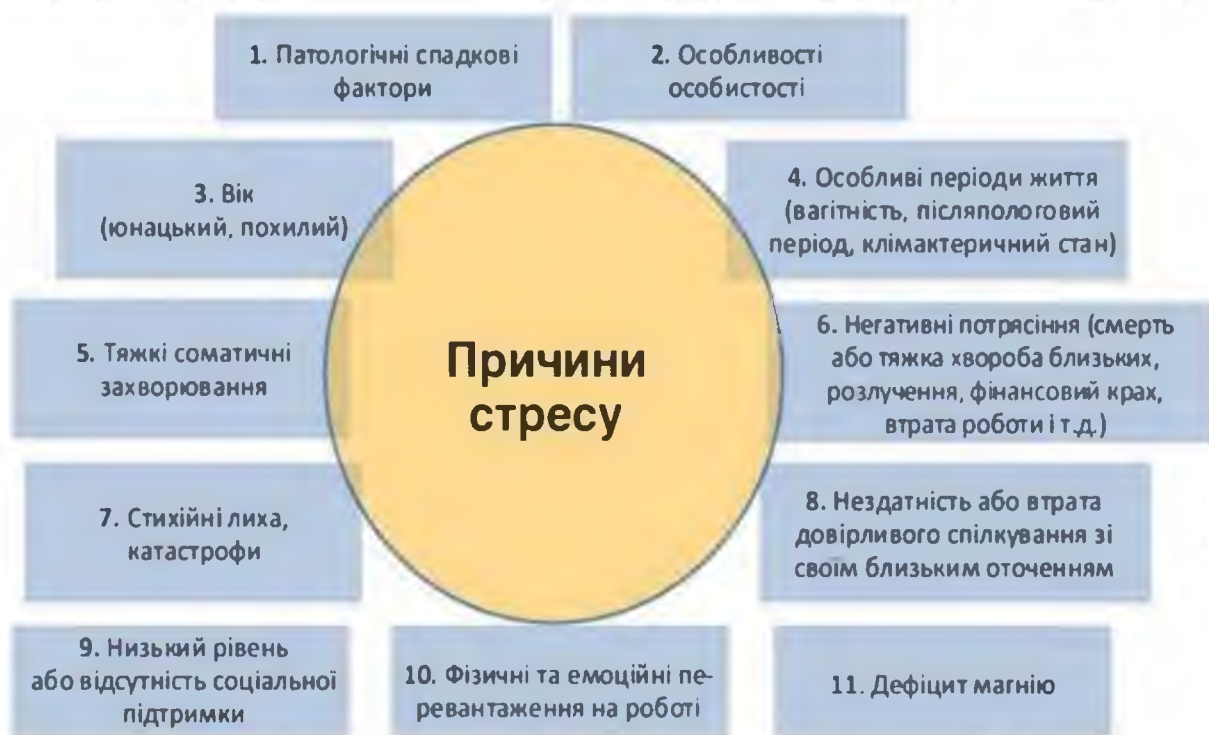 1. Патологічні спадкові
фактори
2. Особливості
особистості
3. Вік
(юнацький, похилий)
4. Особливі періоди життя
(вагітність, післяпологовий
період, клімактеричний стан)
5. Тяжкі соматичні
захворювання
Причини
стресу
6. Негативні потрясіння (смерть
або тяжка хвороба близьких,
розлучення, фінансовий крах,
втрата роботи і т.д.)
7. Стихійні лиха,
катастрофи
8. Нездатність або втрата
довірливого спілкування зі
своїм близьким оточенням
9. Низький рівень
або відсутність соціальної
підтримки
10. Фізичні та емоційні пе-
ревантаження на роботі
11. Дефіцит магнію